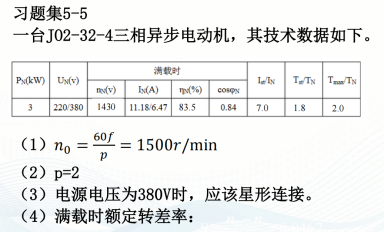 习题集5-5
一台JO2-32-4三相异步电动机，其技术数据如下。
满载时
P_N(kW) U_N(v) n_N(v) I_N(A) η_N(%) cosφ_N I_st/I_N T_st/T_N T_max/T_N
3 220/380 1430 11.18/6.47 83.5 0.84 7.0 1.8 2.0
（1）n₀ = 60f/p = 1500r/min
（2）p=2
（3）电源电压为380V时，应该星形连接。
（4）满载时额定转差率：